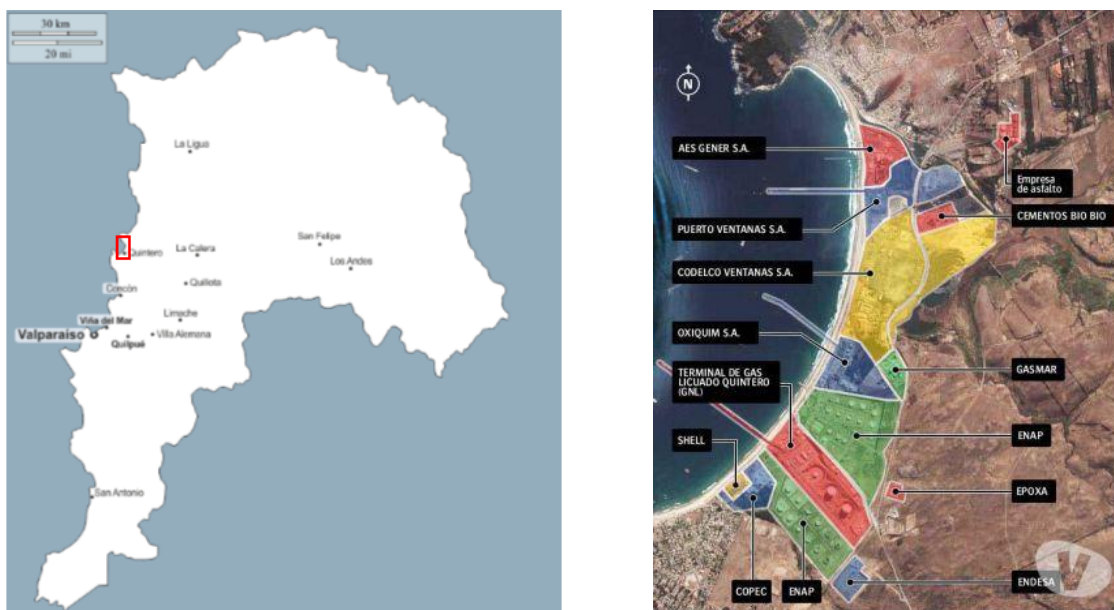 30 km
20 mi
La Ligua
Quintero
La Calera
San Felipe
Los Andes
Quillota
Concón
Limache
Viña del Mar
Valparaíso
Villa Alemana
Quilpué
San Antonio
N
AES GENER S.A.
Empresa
de asfalto
PUERTO VENTANAS S.A.
CEMENTOS BIO BIO
CODELCO VENTANAS S.A.
OXIQUIM S.A.
TERMINAL DE GAS
LICUADO QUINTERO
(GNL)
GASMAR
SHELL
ENAP
EPOXA
COPEC
ENAP
ENDESA
V